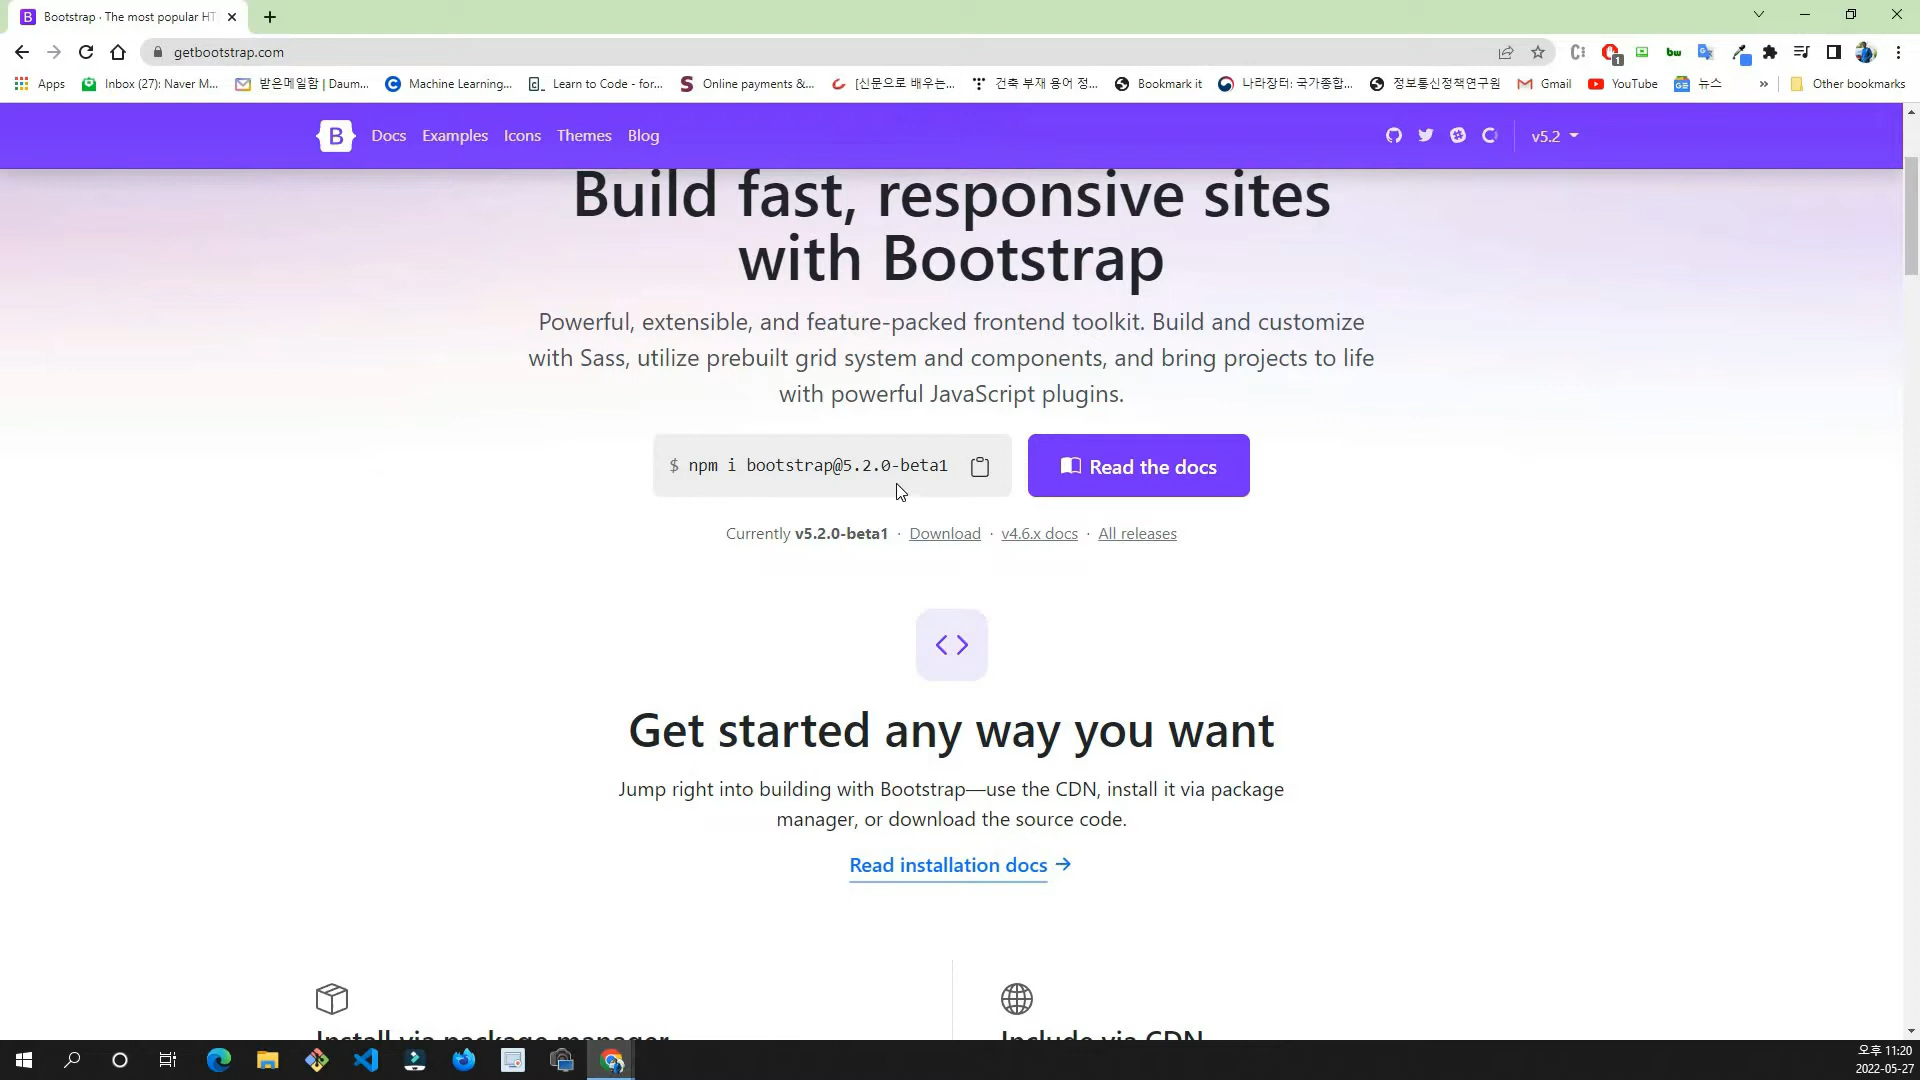 Bootstrap · The most popular HT
getbootstrap.com
1
Apps
Inbox (27): Naver M...
받은메일함 | Daum...
Machine Learning...
Learn to Code - for...
Online payments &...
[신문으로 배우는...
건축 부재 용어 정...
Bookmark it
나라장터: 국가종합...
정보통신정책연구원
Gmail
YouTube
뉴스
»
Other bookmarks
B
Docs
Examples
Icons
Themes
Blog
v5.2
Build fast, responsive sites
with Bootstrap
Powerful, extensible, and feature-packed frontend toolkit. Build and customize
with Sass, utilize prebuilt grid system and components, and bring projects to life
with powerful JavaScript plugins.
$ npm i bootstrap@5.2.0-beta1
Read the docs
Currently v5.2.0-beta1 · Download · v4.6.x docs · All releases
Get started any way you want
Jump right into building with Bootstrap—use the CDN, install it via package
manager, or download the source code.
Read installation docs →
Install via package manager
Include via CDN
오후 11:20
2022-05-27